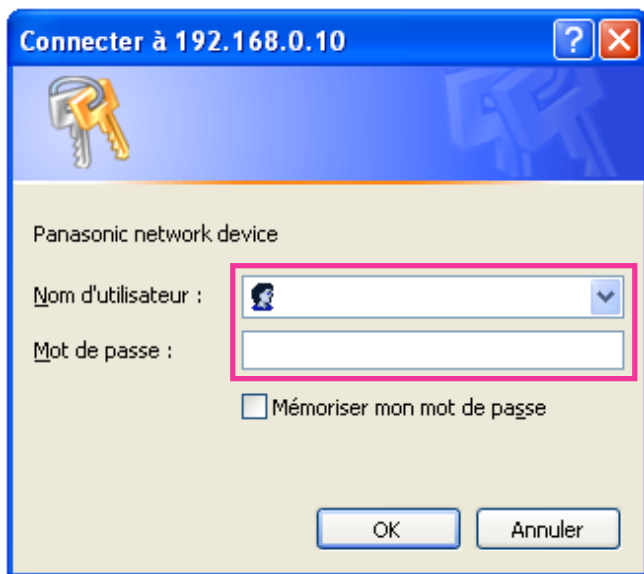 Connecter à 192.168.0.10
Panasonic network device
Nom d'utilisateur :
Mot de passe :
Mémoriser mon mot de passe
OK
Annuler